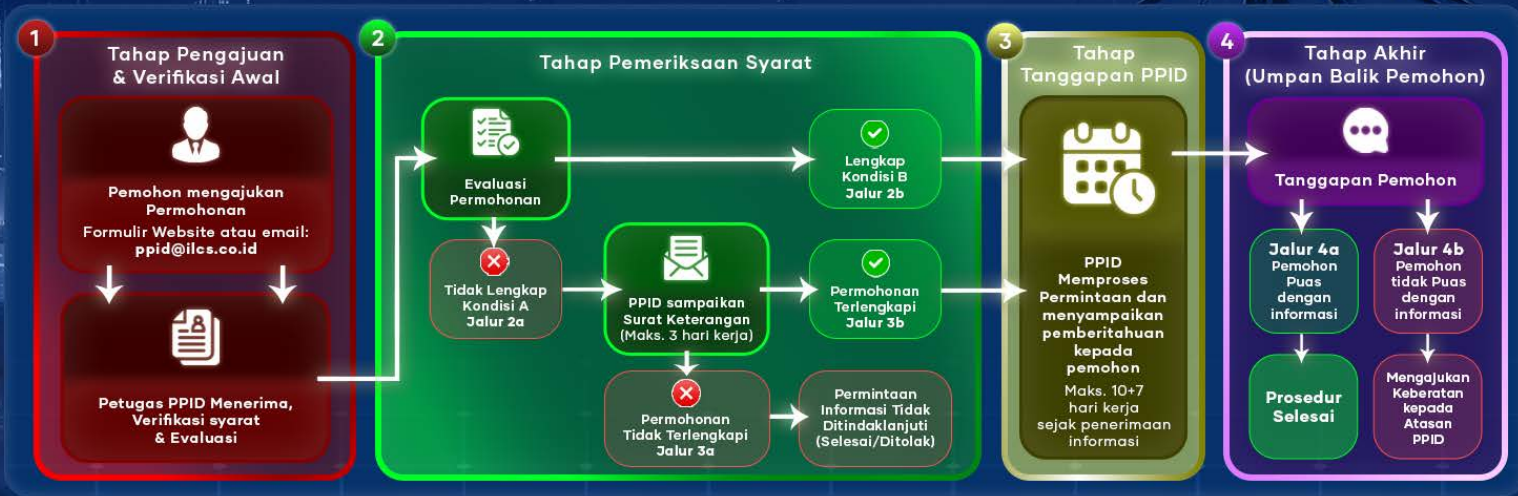 1
Tahap Pengajuan
& Verifikasi Awal
Pemohon mengajukan
Permohonan
Formulir Website atau email:
ppid@ilcs.co.id
Petugas PPID Menerima,
Verifikasi syarat
& Evaluasi
2
Tahap Pemeriksaan Syarat
Evaluasi
Permohonan
Lengkap
Kondisi B
Jalur 2b
Tidak Lengkap
Kondisi A
Jalur 2a
PPID sampaikan
Surat Keterangan
(Maks. 3 hari kerja)
Permohonan
Terlengkapi
Jalur 3b
Permohonan
Tidak Terlengkapi
Jalur 3a
Permintaan
Informasi Tidak
Ditindaklanjuti
(Selesai/Ditolak)
3
Tahap
Tanggapan PPID
PPID
Memproses
Permintaan dan
menyampaikan
pemberitahuan
kepada
pemohon
Maks. 10+7
hari kerja
sejak penerimaan
informasi
4
Tahap Akhir
(Umpan Balik Pemohon)
Tanggapan Pemohon
Jalur 4a
Pemohon
Puas
dengan
informasi
Prosedur
Selesai
Jalur 4b
Pemohon
tidak Puas
dengan
informasi
Mengajukan
Keberatan
kepada
Atasan
PPID